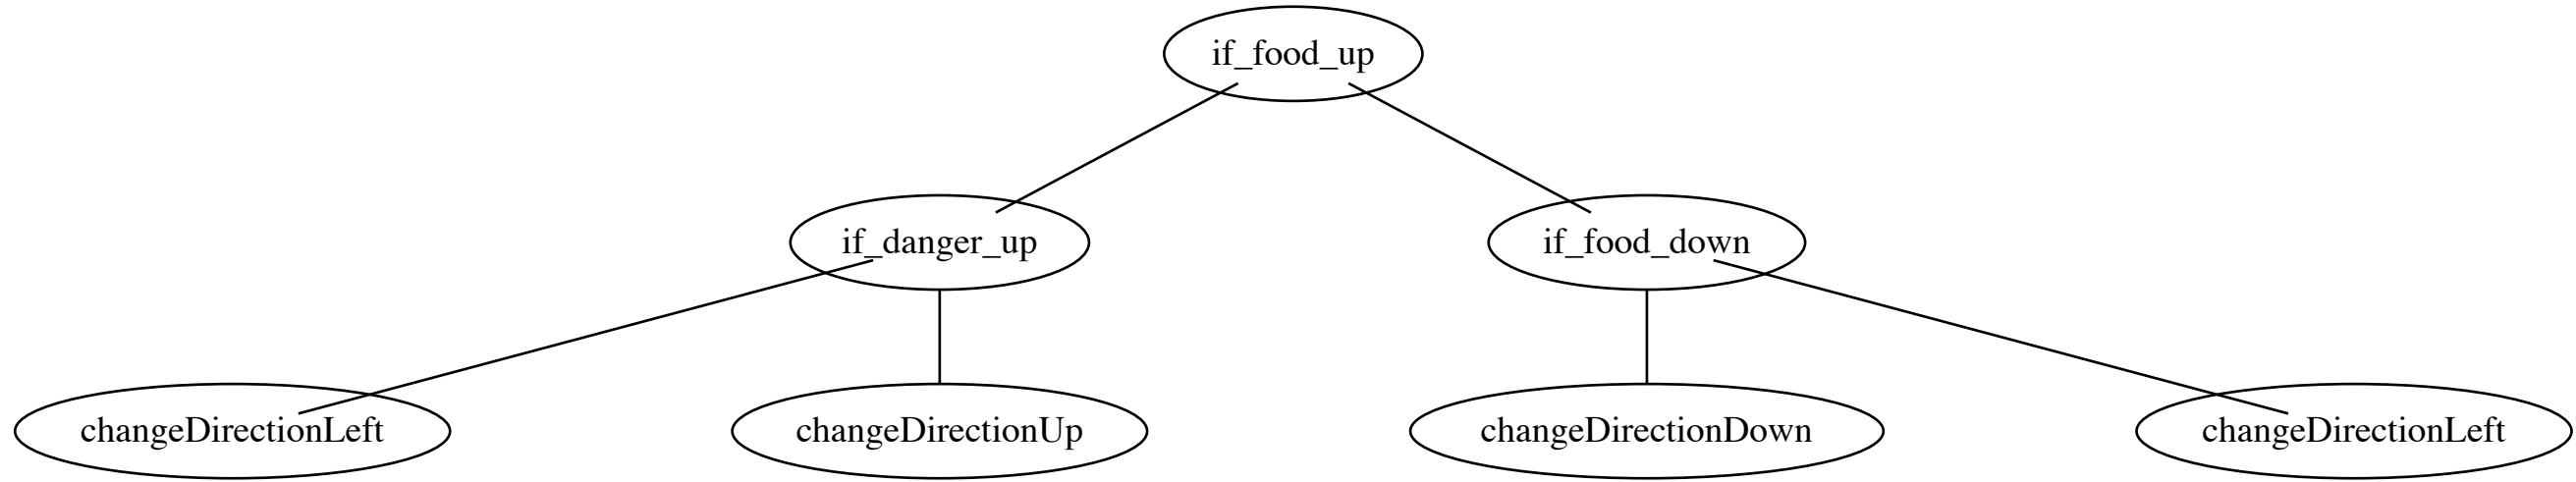 if_food_up
if_danger_up
if_food_down
changeDirectionLeft
changeDirectionUp
changeDirectionDown
changeDirectionLeft